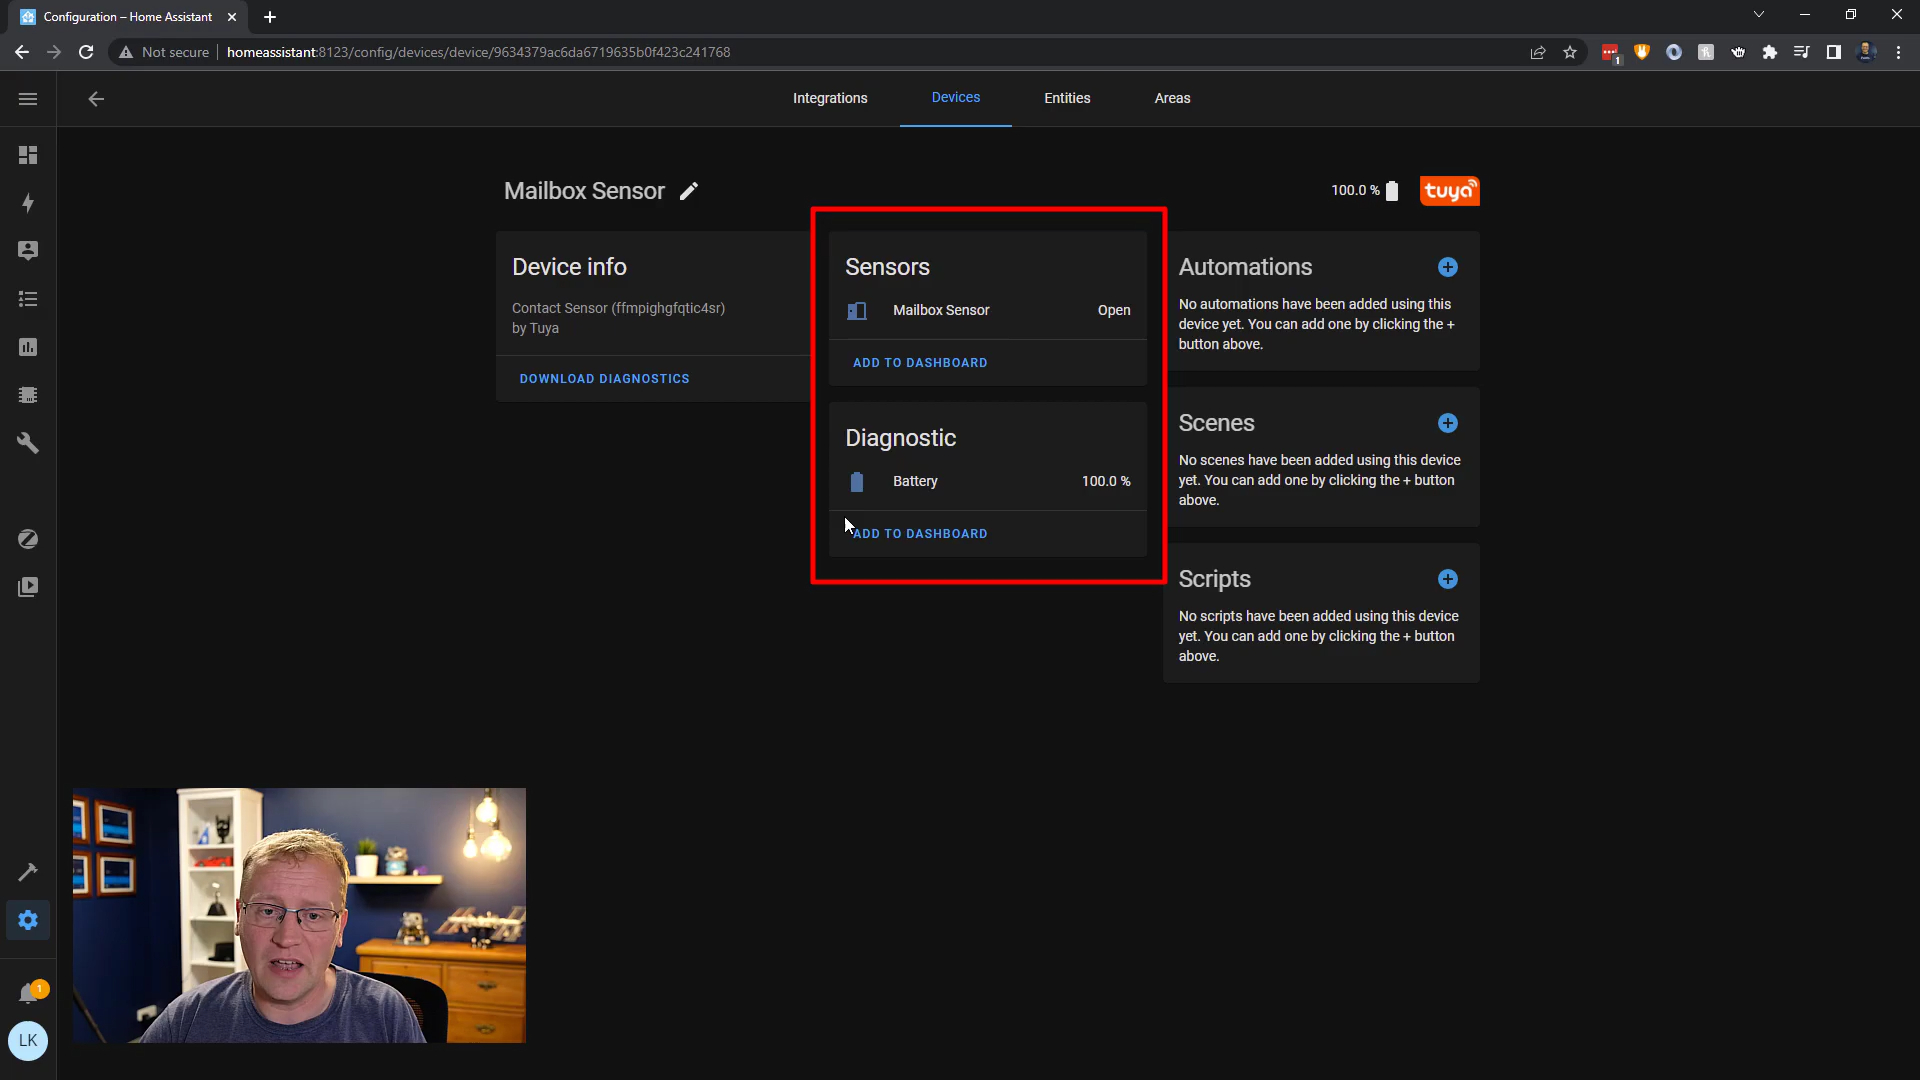 Configuration – Home Assistant
Not secure
homeassistant:8123/config/devices/device/9634379ac6da6719635b0f423c241768
1
Integrations
Devices
Entities
Areas
Mailbox Sensor
100.0 %
tuya
Device info
Contact Sensor (ffmpighgfqtic4sr)
by Tuya
DOWNLOAD DIAGNOSTICS
Sensors
Mailbox Sensor
Open
ADD TO DASHBOARD
Diagnostic
Battery
100.0 %
ADD TO DASHBOARD
Automations
No automations have been added using this
device yet. You can add one by clicking the +
button above.
Scenes
No scenes have been added using this device
yet. You can add one by clicking the + button
above.
Scripts
No scripts have been added using this device
yet. You can add one by clicking the + button
above.
1
LK